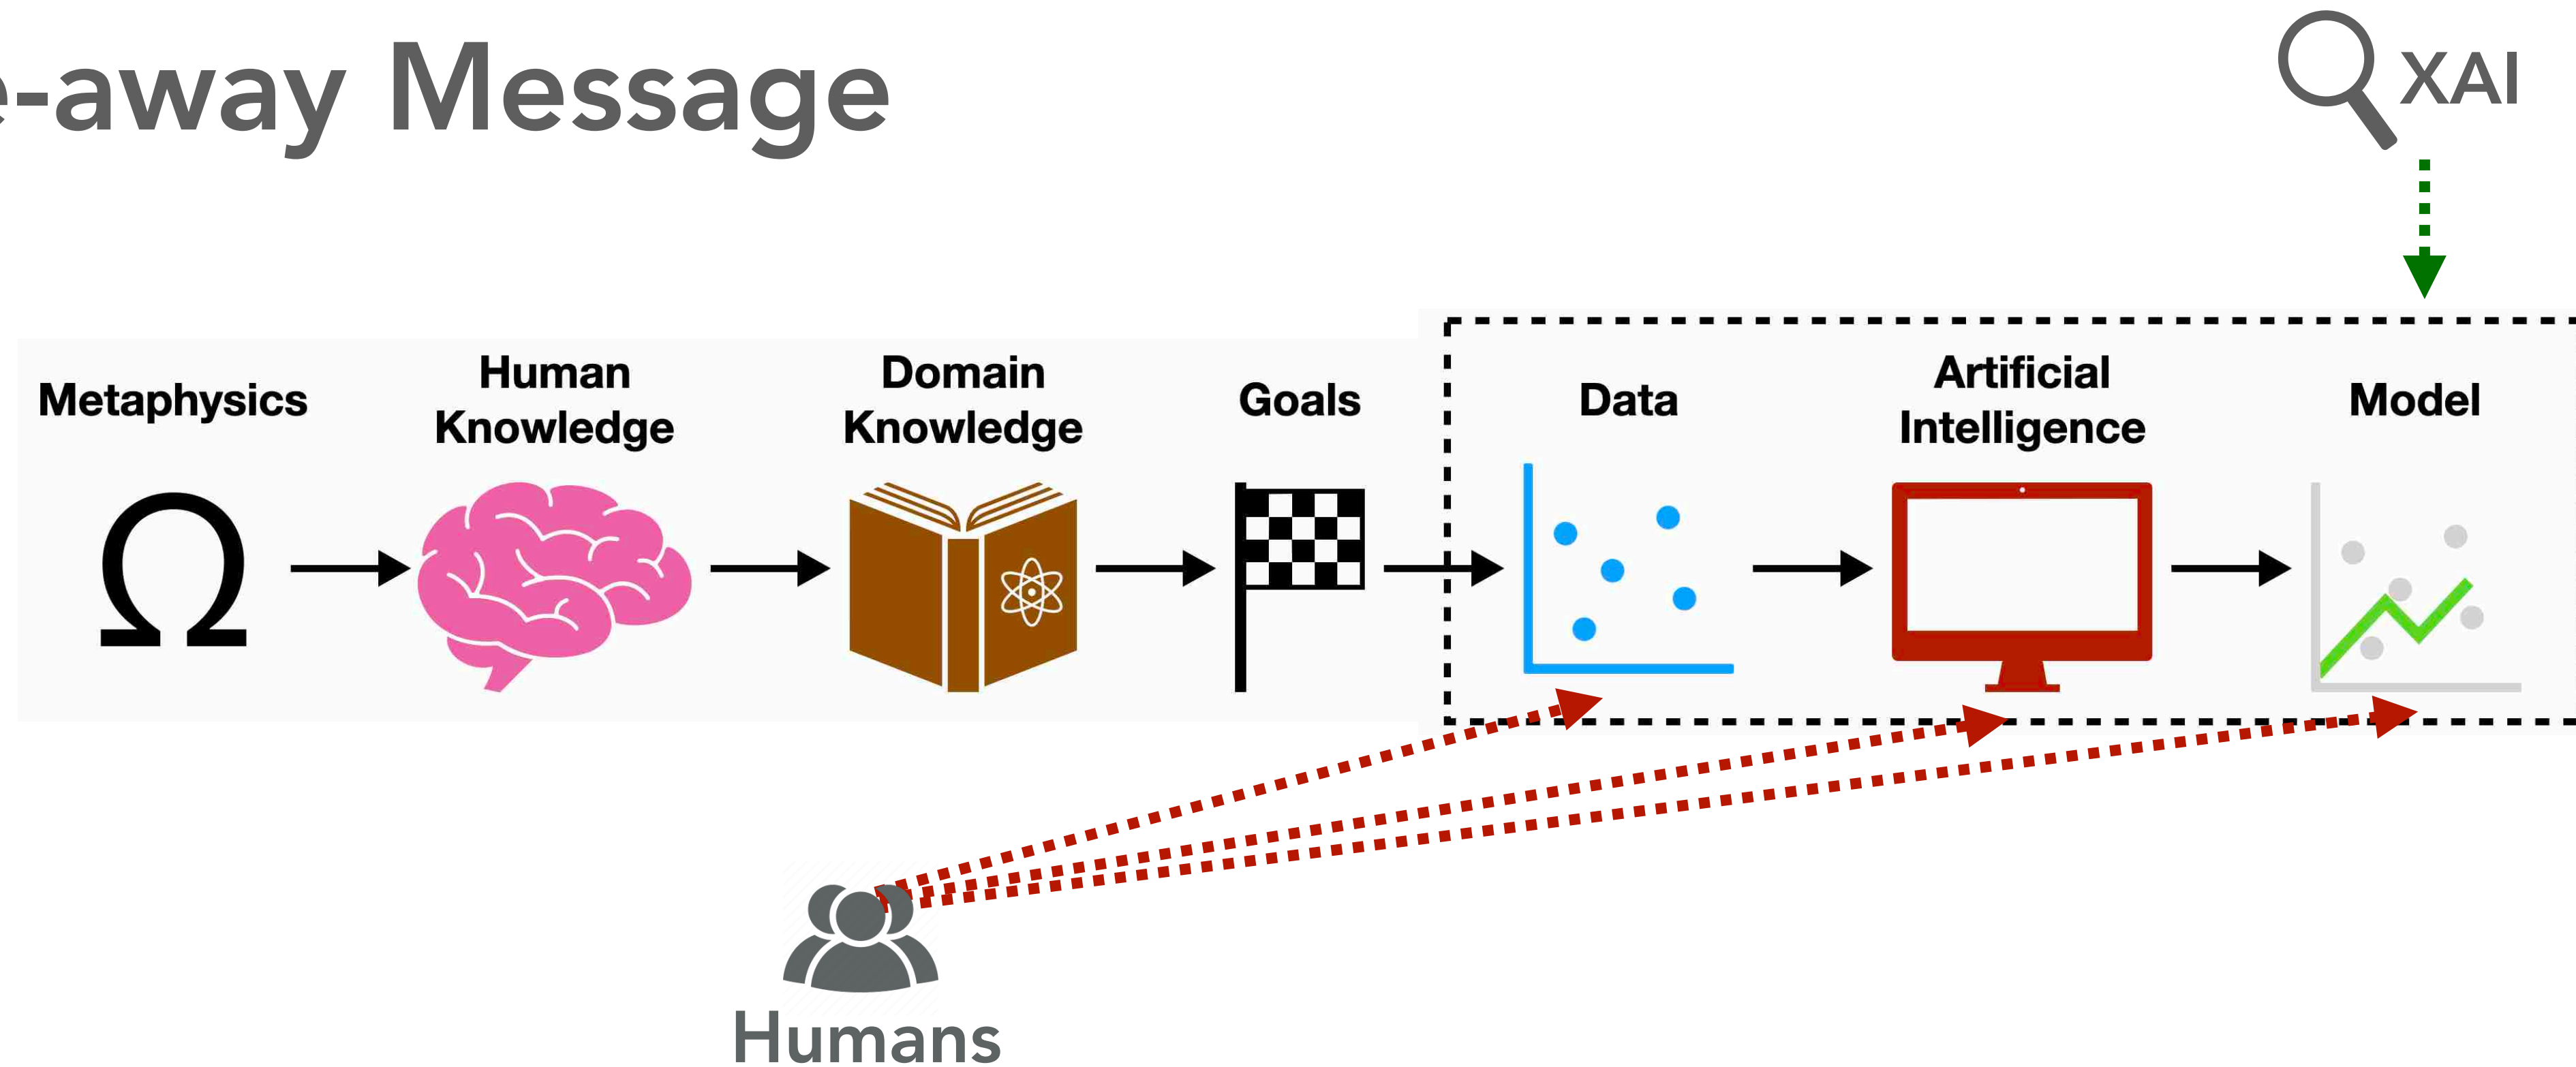 e-away Message
XAI
Metaphysics
Human
Knowledge
Domain
Knowledge
Goals
Data
Artificial
Intelligence
Model
Ω
Humans